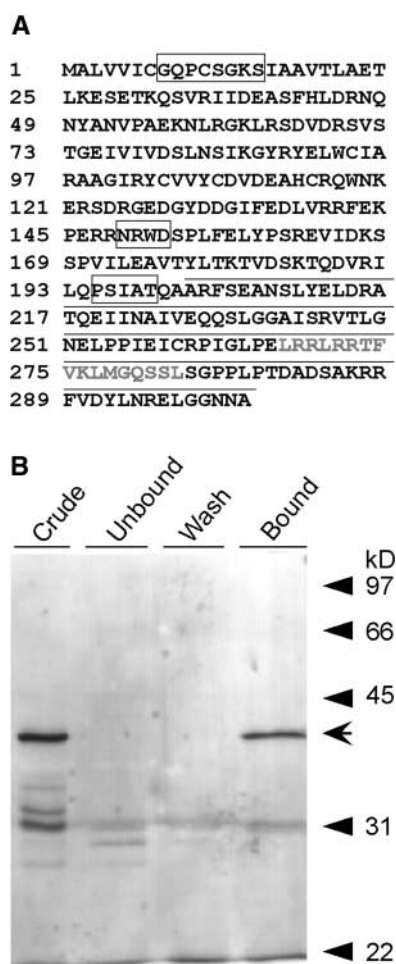 A
1 MALVVICGQPCSGKSIAAVTLAET
25 LKESETKQSVRIIDEASFHLDRNQ
49 NYANVPAEKNLRGKLRSDVDRSVS
73 TGEIVIVDSLNSIKGYRYELWCIA
97 RAAGIRYCVVYCDVDEAHCRQWNK
121 ERSDRGEDGYDDGIFEDLVRRFEK
145 PERRNRWDSPLFELYPSREVIDKS
169 SPVILEAVTYLTKTVDSKTQDVRI
193 LQPSIATQAARFSEANSLYELDRA
217 TQEIINAIVEQQSLGGAISRVTLG
251 NELPPIEICRPIGLPELRRLRRTF
275 VKLMGQSSLSGPPLPTDADSAKRR
289 FVDYLNRELGGNNA
B
Crude Unbound Wash Bound
kD
97
66
45
31
22